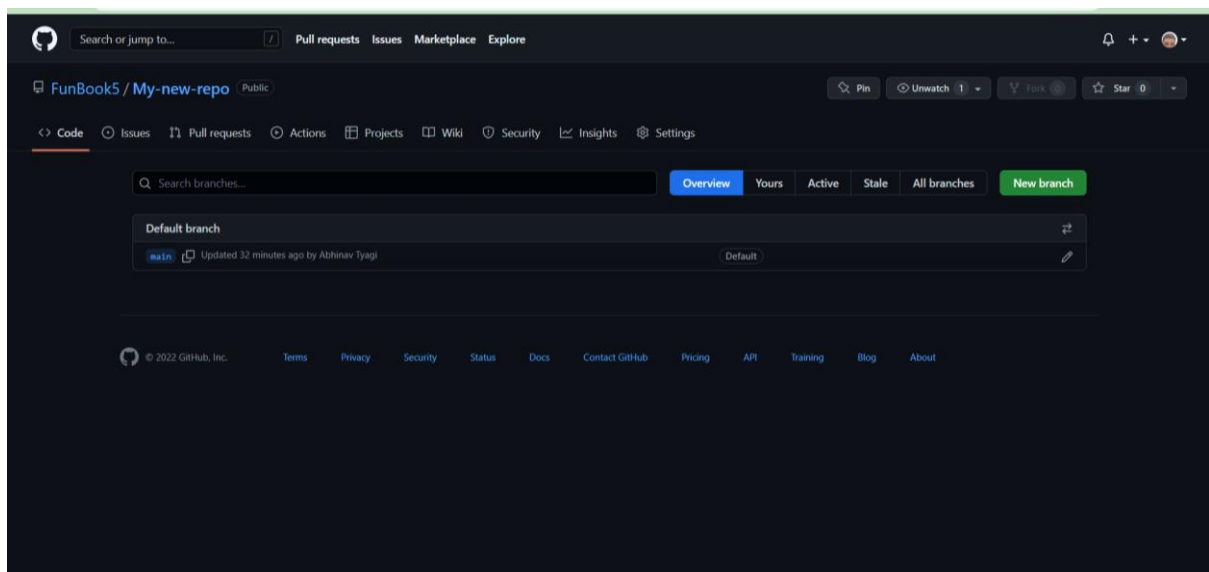 Search or jump to... / Pull requests Issues Marketplace Explore
FunBook5 / My-new-repo Public Pin Unwatch 1 Fork 0 Star 0
<> Code Issues Pull requests Actions Projects Wiki Security Insights Settings
Search branches... Overview Yours Active Stale All branches New branch
Default branch
main Updated 32 minutes ago by Abhinav Tyagi Default
© 2022 GitHub, Inc. Terms Privacy Security Status Docs Contact GitHub Pricing API Training Blog About